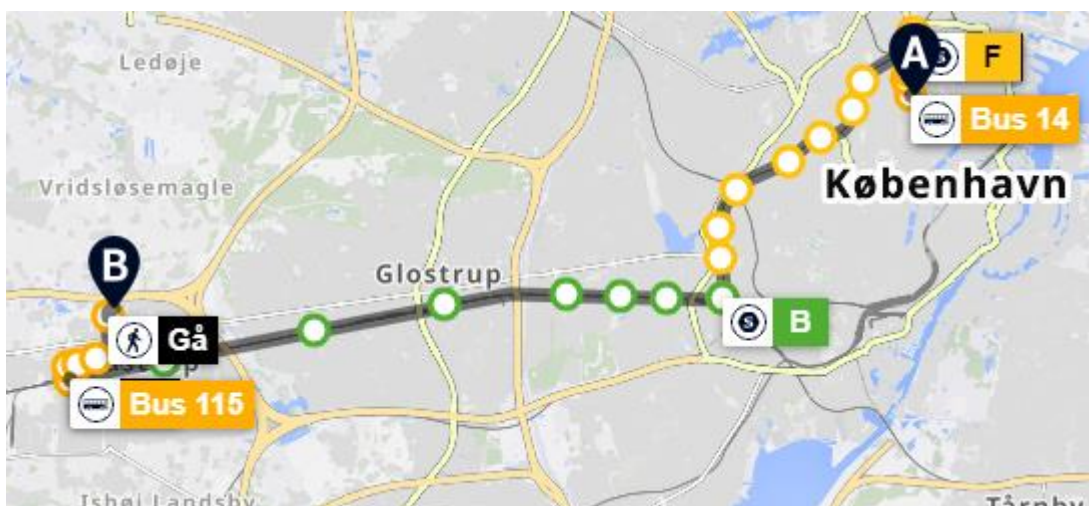 Ledøje
A
S
F
Bus 14
Vridsløsemagle
København
B
Glostrup
S
B
Gå
Bus 115
Ishøj Landsby
Tårnby